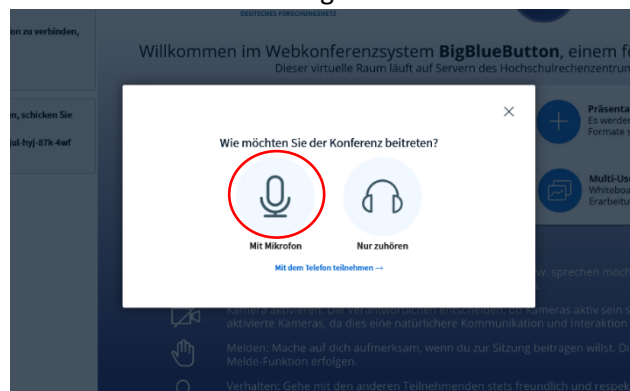 DEUTSCHES FORSCHUNGSNETZ
on zu verbinden,
Willkommen im Webkonferenzsystem BigBlueButton, einem f
Dieser virtuelle Raum läuft auf Servern des Hochschulrechenzentrum
n, schicken Sie
jul-hyj-87k-4wf
Präsenta
Es werden
Formate s
Wie möchten Sie der Konferenz beitreten?
Multi-Use
Whiteboa
Erarbeitu
Mit Mikrofon
Nur zuhören
Mit dem Telefon teilnehmen →
w. sprechen möch
Kamera aktivieren: Die Verantwortlichen entscheiden, ob Kameras aktiv sein s
aktivierte Kameras, da dies eine natürlichere Kommunikation und Interaktion
Melden: Mache auf dich aufmerksam, wenn du zur Sitzung beitragen willst. Di
Melde-Funktion erfolgen.
Verhalten: Gehe mit den anderen Teilnehmenden stets freundlich und respek